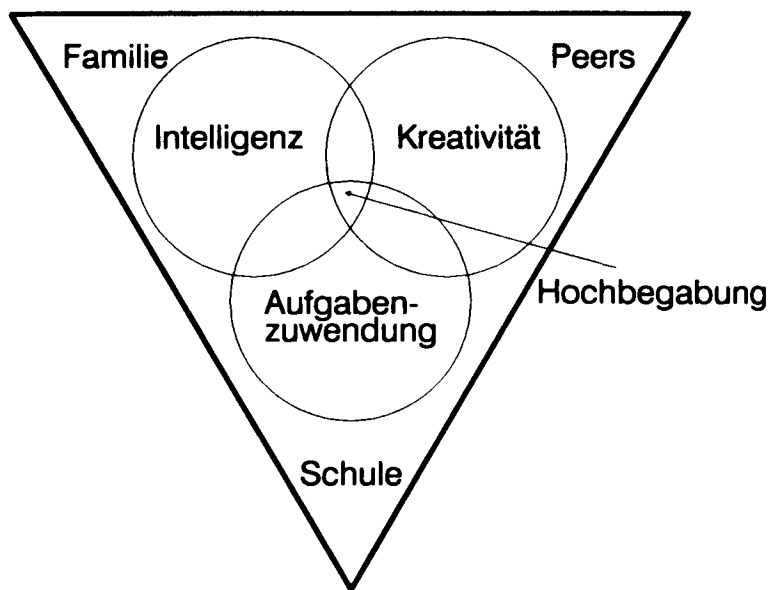 Familie
Peers
Intelligenz
Kreativität
Hochbegabung
Aufgaben-
zuwendung
Schule